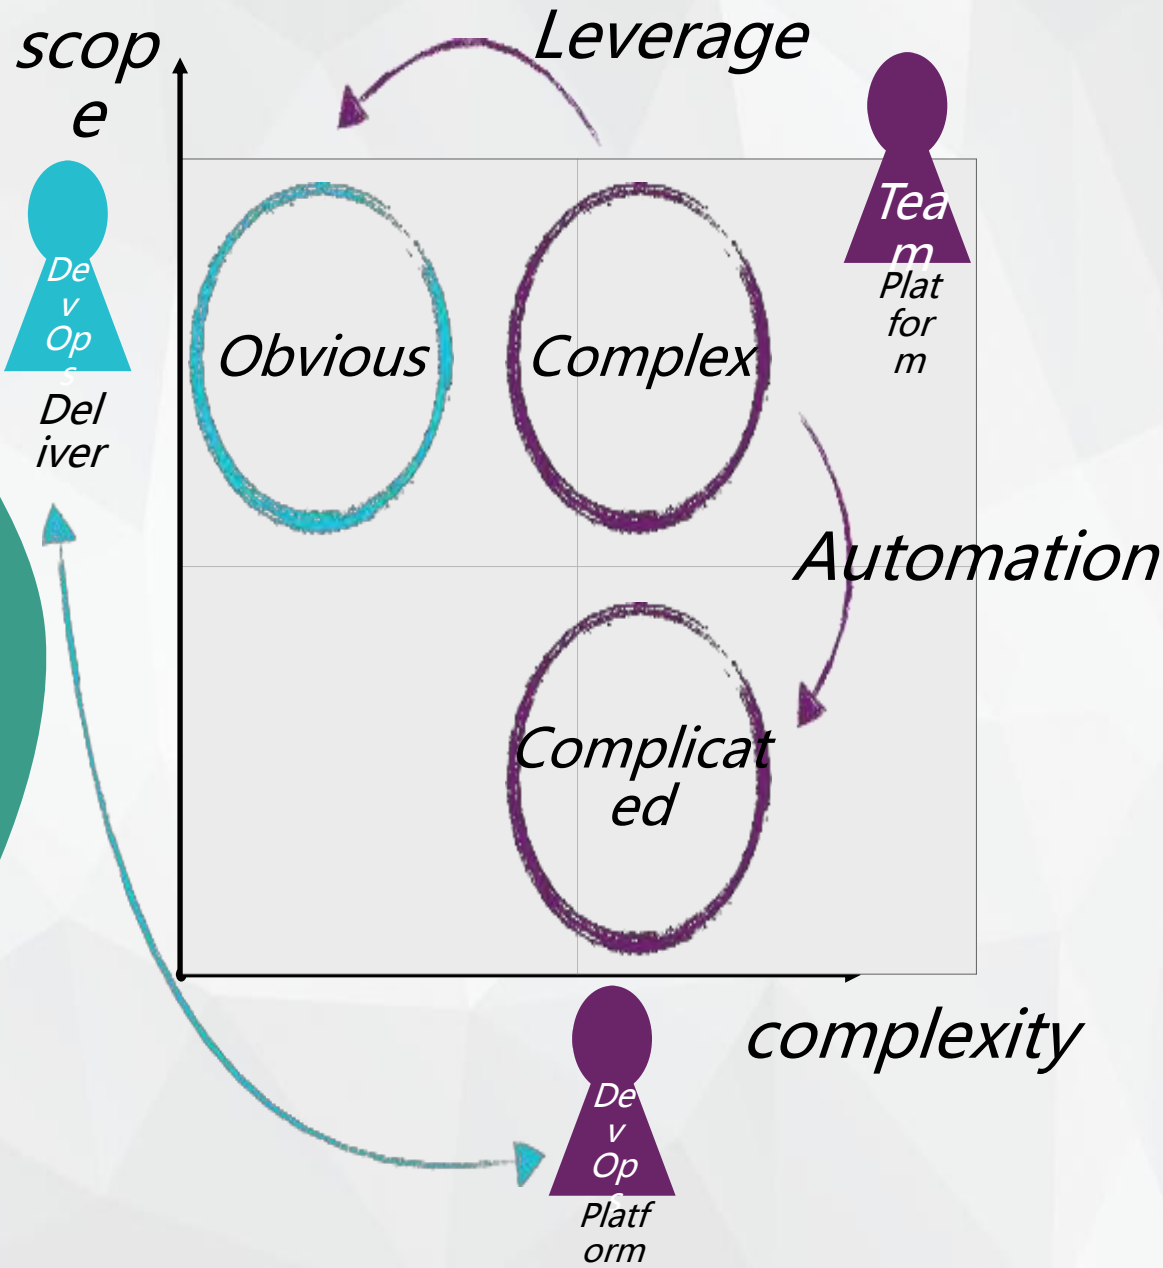 scop
e
Leverage
Tea
m
Plat
for
m
De
v
Op
s
Del
iver
Obvious
Complex
Automation
Complicat
ed
complexity
De
v
Op
s
Platf
orm